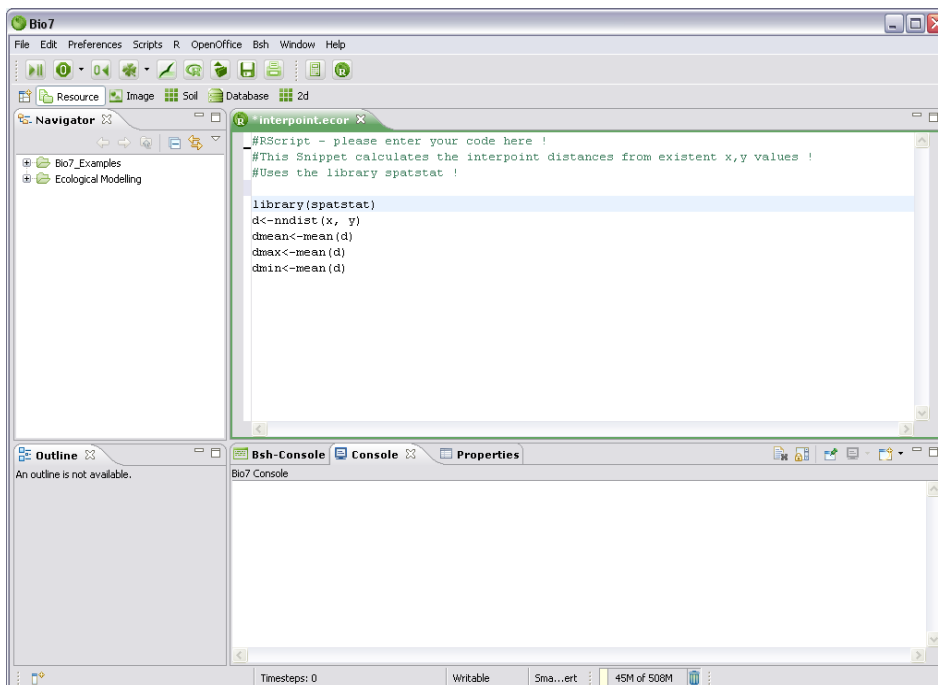 Bio7
File Edit Preferences Scripts R OpenOffice Bsh Window Help
Resource Image Soil Database 2d
Navigator
Bio7_Examples
Ecological Modelling
*interpoint.ecor
#RScript - please enter your code here !
#This Snippet calculates the interpoint distances from existent x,y values !
#Uses the library spatstat !
library(spatstat)
d<-nndist(x, y)
dmean<-mean(d)
dmax<-mean(d)
dmin<-mean(d)
Outline
An outline is not available.
Bsh-Console Console Properties
Bio7 Console
Timesteps: 0 Writable Sma...ert 45M of 508M